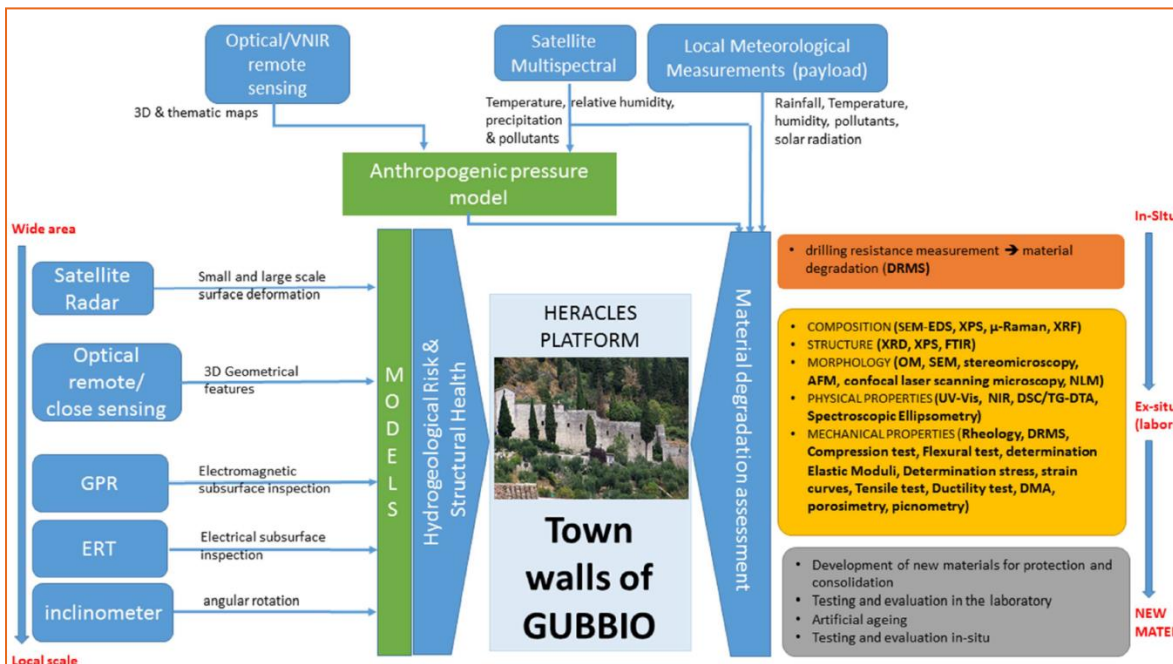 Optical/VNIR
remote
sensing
Satellite
Multispectral
Local Meteorological
Measurements (payload)
3D & thematic maps
Temperature, relative humidity,
precipitation
& pollutants
Rainfall, Temperature,
humidity, pollutants,
solar radiation
Anthropogenic pressure
model
Wide area
Satellite
Radar
Small and large scale
surface deformation
Optical
remote/
close sensing
3D Geometrical
features
GPR
Electromagnetic
subsurface inspection
ERT
Electrical subsurface
inspection
inclinometer
angular rotation
Local scale
MODELS
Hydrogeological Risk &
Structural Health
HERACLES
PLATFORM
Town
walls of
GUBBIO
Material degradation assessment
In-Situ
• drilling resistance measurement ➔ material
degradation (DRMS)
• COMPOSITION (SEM-EDS, XPS, µ-Raman, XRF)
• STRUCTURE (XRD, XPS, FTIR)
• MORPHOLOGY (OM, SEM, stereomicroscopy,
AFM, confocal laser scanning microscopy, NLM)
• PHYSICAL PROPERTIES (UV-Vis, NIR, DSC/TG-DTA,
Spectroscopic Ellipsometry)
• MECHANICAL PROPERTIES (Rheology, DRMS,
Compression test, Flexural test, determination
Elastic Moduli, Determination stress, strain
curves, Tensile test, Ductility test, DMA,
porosimetry, picnometry)
Ex-situ
(labor
• Development of new materials for protection and
consolidation
• Testing and evaluation in the laboratory
• Artificial ageing
• Testing and evaluation in-situ
NEW
MATE